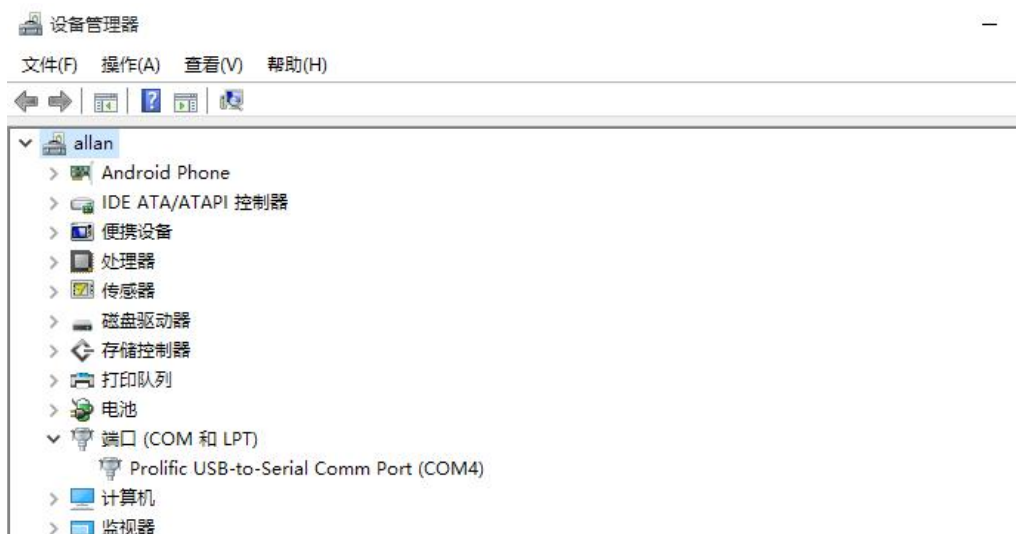 设备管理器
文件(F) 操作(A) 查看(V) 帮助(H)
allan
Android Phone
IDE ATA/ATAPI 控制器
便携设备
处理器
传感器
磁盘驱动器
存储控制器
打印队列
电池
端口 (COM 和 LPT)
Prolific USB-to-Serial Comm Port (COM4)
计算机
监视器